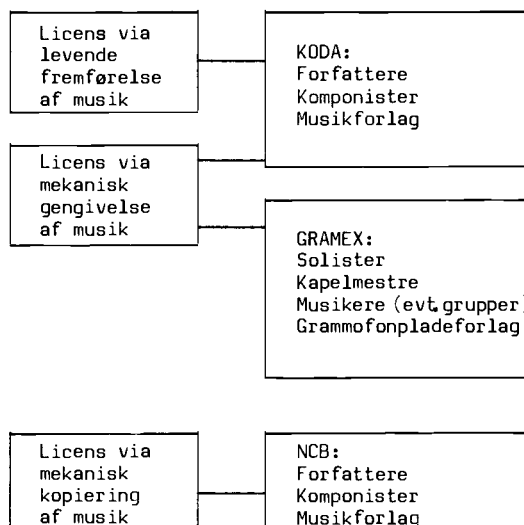 Licens via
levende
fremførelse
af musik
KODA:
Forfattere
Komponister
Musikforlag
Licens via
mekanisk
gengivelse
af musik
GRAMEX:
Solister
Kapelmestre
Musikere (evt. grupper)
Grammofonpladeforlag
Licens via
mekanisk
kopiering
af musik
NCB:
Forfattere
Komponister
Musikforlag